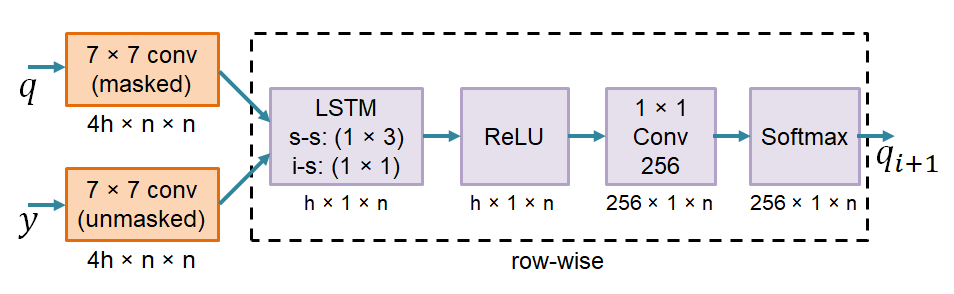 q
7 × 7 conv
(masked)
4h × n × n
y
7 × 7 conv
(unmasked)
4h × n × n
LSTM
s-s: (1 × 3)
i-s: (1 × 1)
h × 1 × n
ReLU
h × 1 × n
1 × 1
Conv
256
256 × 1 × n
Softmax
256 × 1 × n
q_{i+1}
row-wise